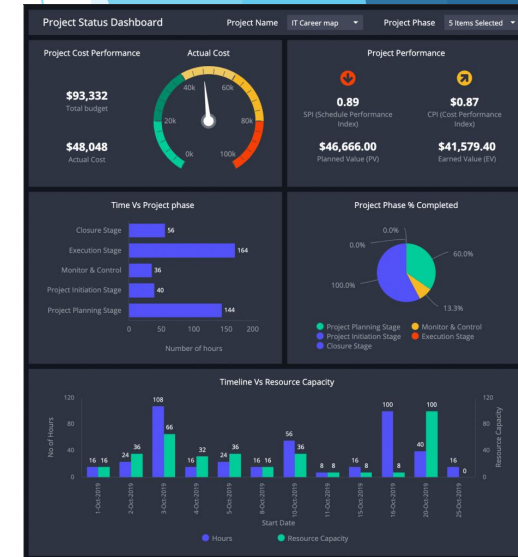 Project Status Dashboard
Project Name
IT Career map
Project Phase
5 Items Selected
Project Cost Performance
Actual Cost
$93,332
Total budget
$48,048
Actual Cost
0k
20k
40k
60k
80k
100k
Project Performance
0.89
SPI (Schedule Performance
Index)
$0.87
CPI (Cost Performance
Index)
$46,666.00
Planned Value (PV)
$41,579.40
Earned Value (EV)
Time Vs Project phase
Closure Stage 56
Execution Stage 164
Monitor & Control 36
Project Initiation Stage 40
Project Planning Stage 144
0 50 100 150 200
Number of hours
Project Phase % Completed
0.0%
0.0%
60.0%
100.0%
13.3%
Project Planning Stage
Monitor & Control
Project Initiation Stage
Execution Stage
Closure Stage
Timeline Vs Resource Capacity
120
80
40
0
No of Hours
16 16 24 36 108 66 16 32 24 36 16 16 56 36 8 8 16 8 100 8 40 100 16 0
120
80
40
0
Resource Capacity
1-Oct-2019
2-Oct-2019
3-Oct-2019
4-Oct-2019
5-Oct-2019
8-Oct-2019
10-Oct-2019
11-Oct-2019
15-Oct-2019
16-Oct-2019
20-Oct-2019
25-Oct-2019
Start Date
Hours
Resource Capacity